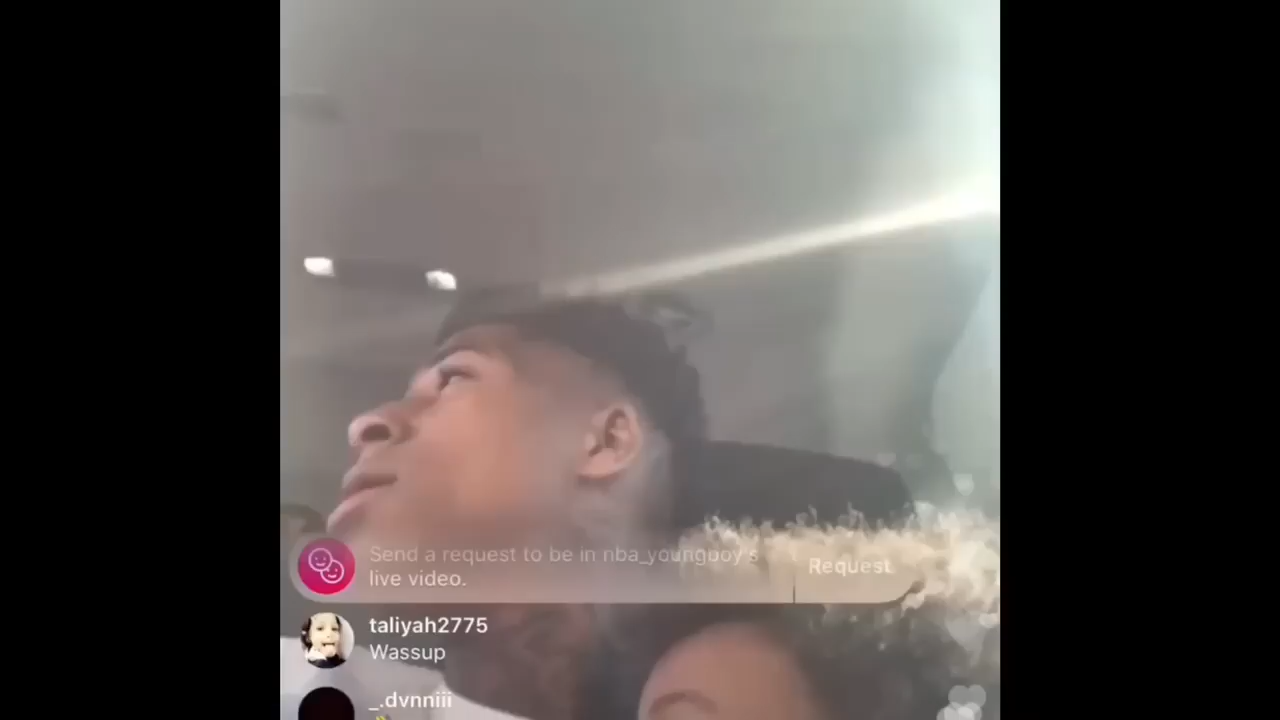 Send a request to be in nba_youngboy's
live video.
Request
taliyah2775
Wassup
_.dvnniii